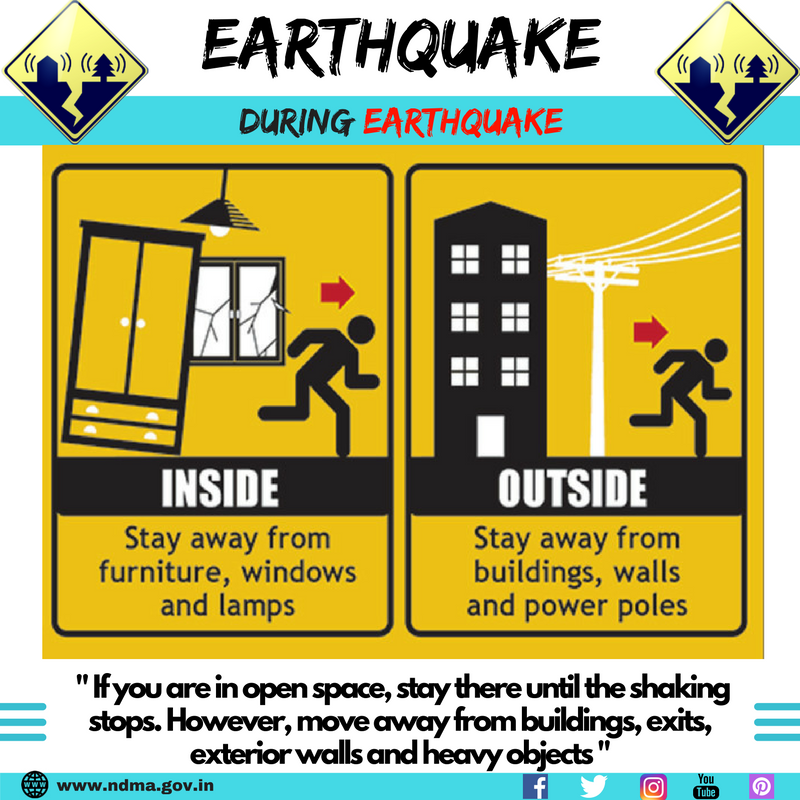 EARTHQUAKE
DURING EARTHQUAKE
INSIDE
Stay away from
furniture, windows
and lamps
OUTSIDE
Stay away from
buildings, walls
and power poles
" If you are in open space, stay there until the shaking
stops. However, move away from buildings, exits,
exterior walls and heavy objects "
www.ndma.gov.in
You
Tube